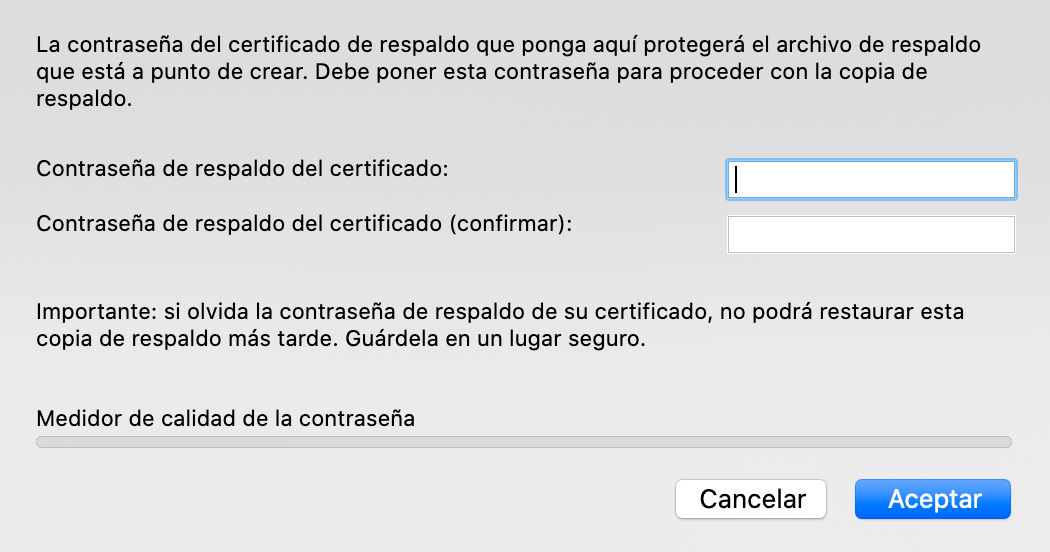 La contraseña del certificado de respaldo que ponga aquí protegerá el archivo de respaldo
que está a punto de crear. Debe poner esta contraseña para proceder con la copia de
respaldo.
Contraseña de respaldo del certificado:
Contraseña de respaldo del certificado (confirmar):
Importante: si olvida la contraseña de respaldo de su certificado, no podrá restaurar esta
copia de respaldo más tarde. Guárdela en un lugar seguro.
Medidor de calidad de la contraseña
Cancelar Aceptar